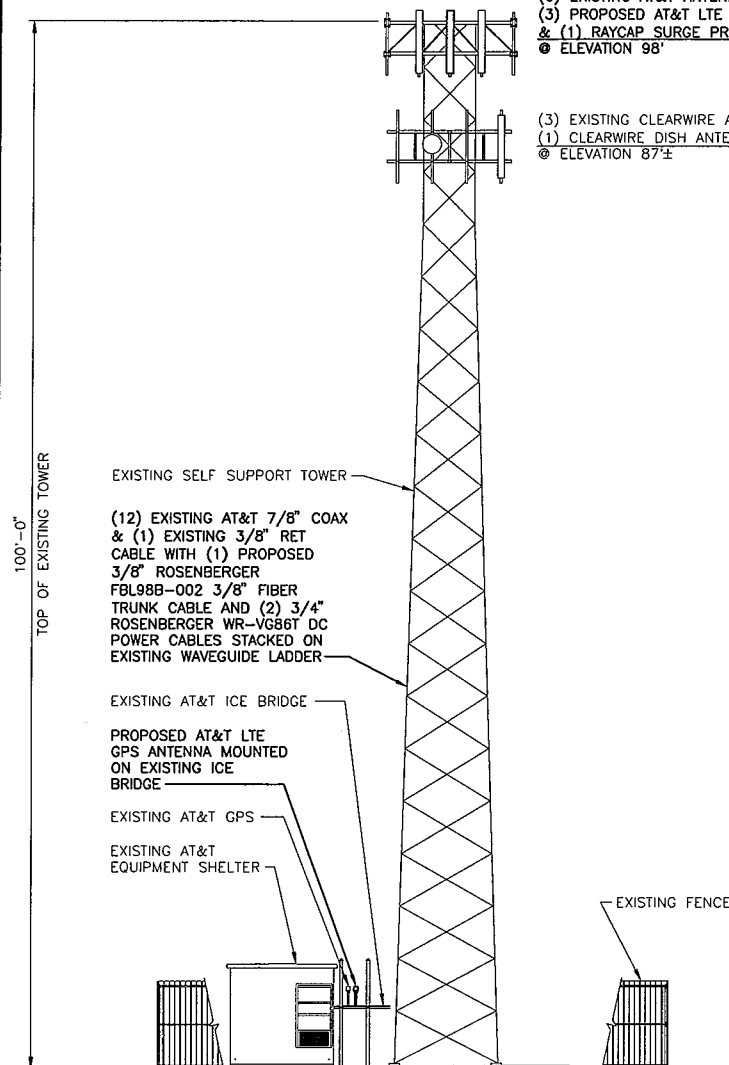 (3) PROPOSED AT&T LTE
& (1) RAYCAP SURGE PR
@ ELEVATION 98'
(3) EXISTING CLEARWIRE A
(1) CLEARWIRE DISH ANTE
@ ELEVATION 87'±
100'-0"
TOP OF EXISTING TOWER
EXISTING SELF SUPPORT TOWER
(12) EXISTING AT&T 7/8" COAX
& (1) EXISTING 3/8" RET
CABLE WITH (1) PROPOSED
3/8" ROSENBERGER
FBL98B-002 3/8" FIBER
TRUNK CABLE AND (2) 3/4"
ROSENBERGER WR-VG86T DC
POWER CABLES STACKED ON
EXISTING WAVEGUIDE LADDER
EXISTING AT&T ICE BRIDGE
PROPOSED AT&T LTE
GPS ANTENNA MOUNTED
ON EXISTING ICE
BRIDGE
EXISTING AT&T GPS
EXISTING AT&T
EQUIPMENT SHELTER
EXISTING FENCE